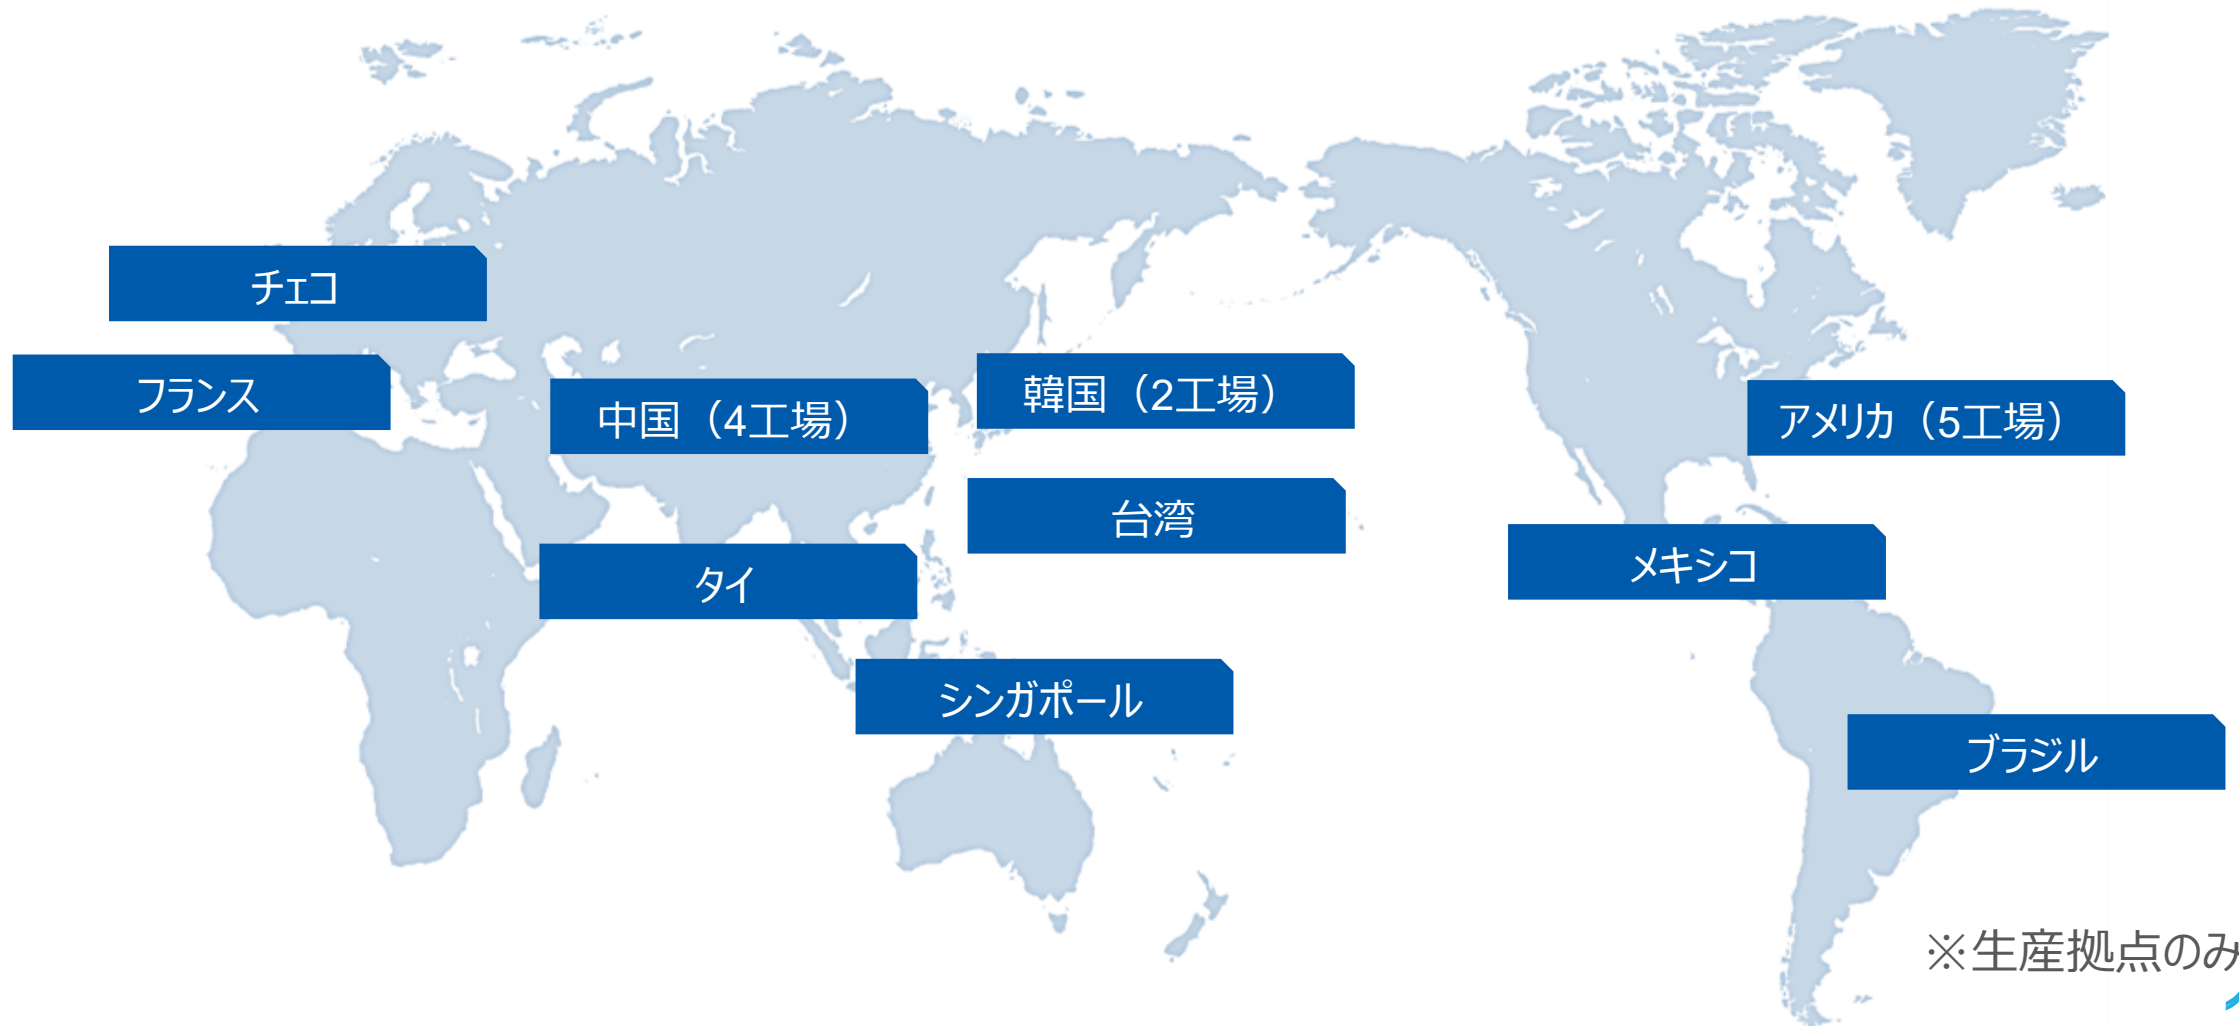 チェコ
フランス
中国（4工場）
韓国（2工場）
アメリカ（5工場）
台湾
メキシコ
タイ
シンガポール
ブラジル
※生産拠点のみ